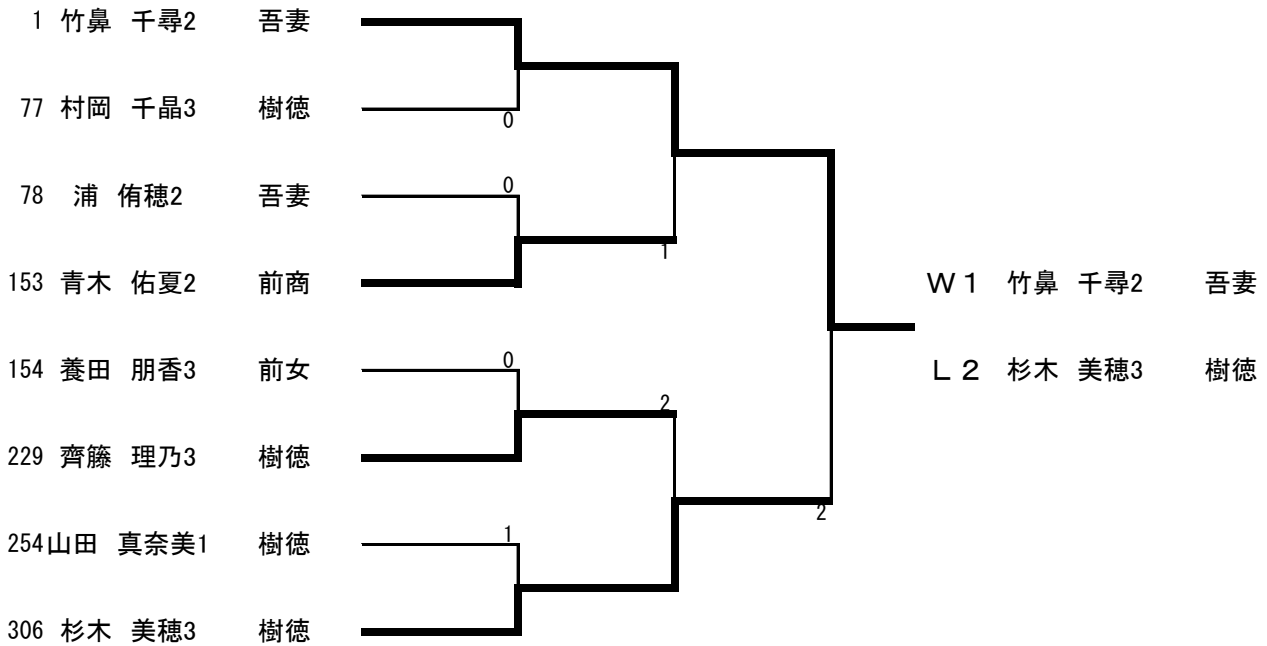 1 竹鼻 千尋2 吾妻
77 村岡 千晶3 樹徳
0
78 浦 侑穂2 吾妻
0
1
153 青木 佑夏2 前商
W1 竹鼻 千尋2 吾妻
154 養田 朋香3 前女
0
L2 杉木 美穂3 樹徳
2
229 齊藤 理乃3 樹徳
2
254 山田 真奈美1 樹徳
1
306 杉木 美穂3 樹徳